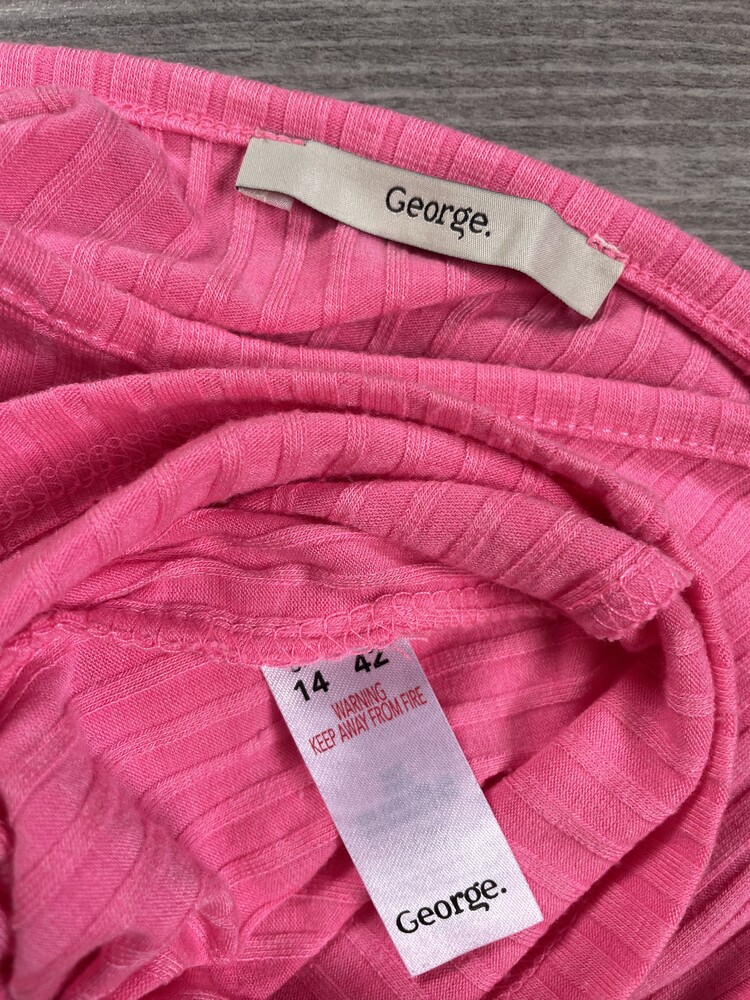 George.
14 42
WARNING
KEEP AWAY FROM FIRE
George.